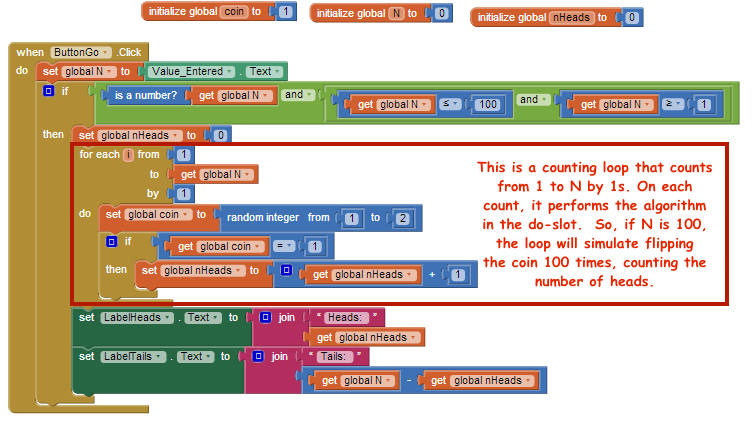 initialize global coin to 1
initialize global N to 0
initialize global nHeads to 0
when ButtonGo .Click
do set global N to Value_Entered . Text
if is a number? get global N and get global N ≤ 100 and get global N ≥ 1
then set global nHeads to 0
for each i from 1
to get global N
by 1
do set global coin to random integer from 1 to 2
if get global coin = 1
then set global nHeads to get global nHeads + 1
This is a counting loop that counts
from 1 to N by 1s. On each
count, it performs the algorithm
in the do-slot. So, if N is 100,
the loop will simulate flipping
the coin 100 times, counting the
number of heads.
set LabelHeads . Text to join " Heads: "
get global nHeads
set LabelTails . Text to join " Tails: "
get global N - get global nHeads